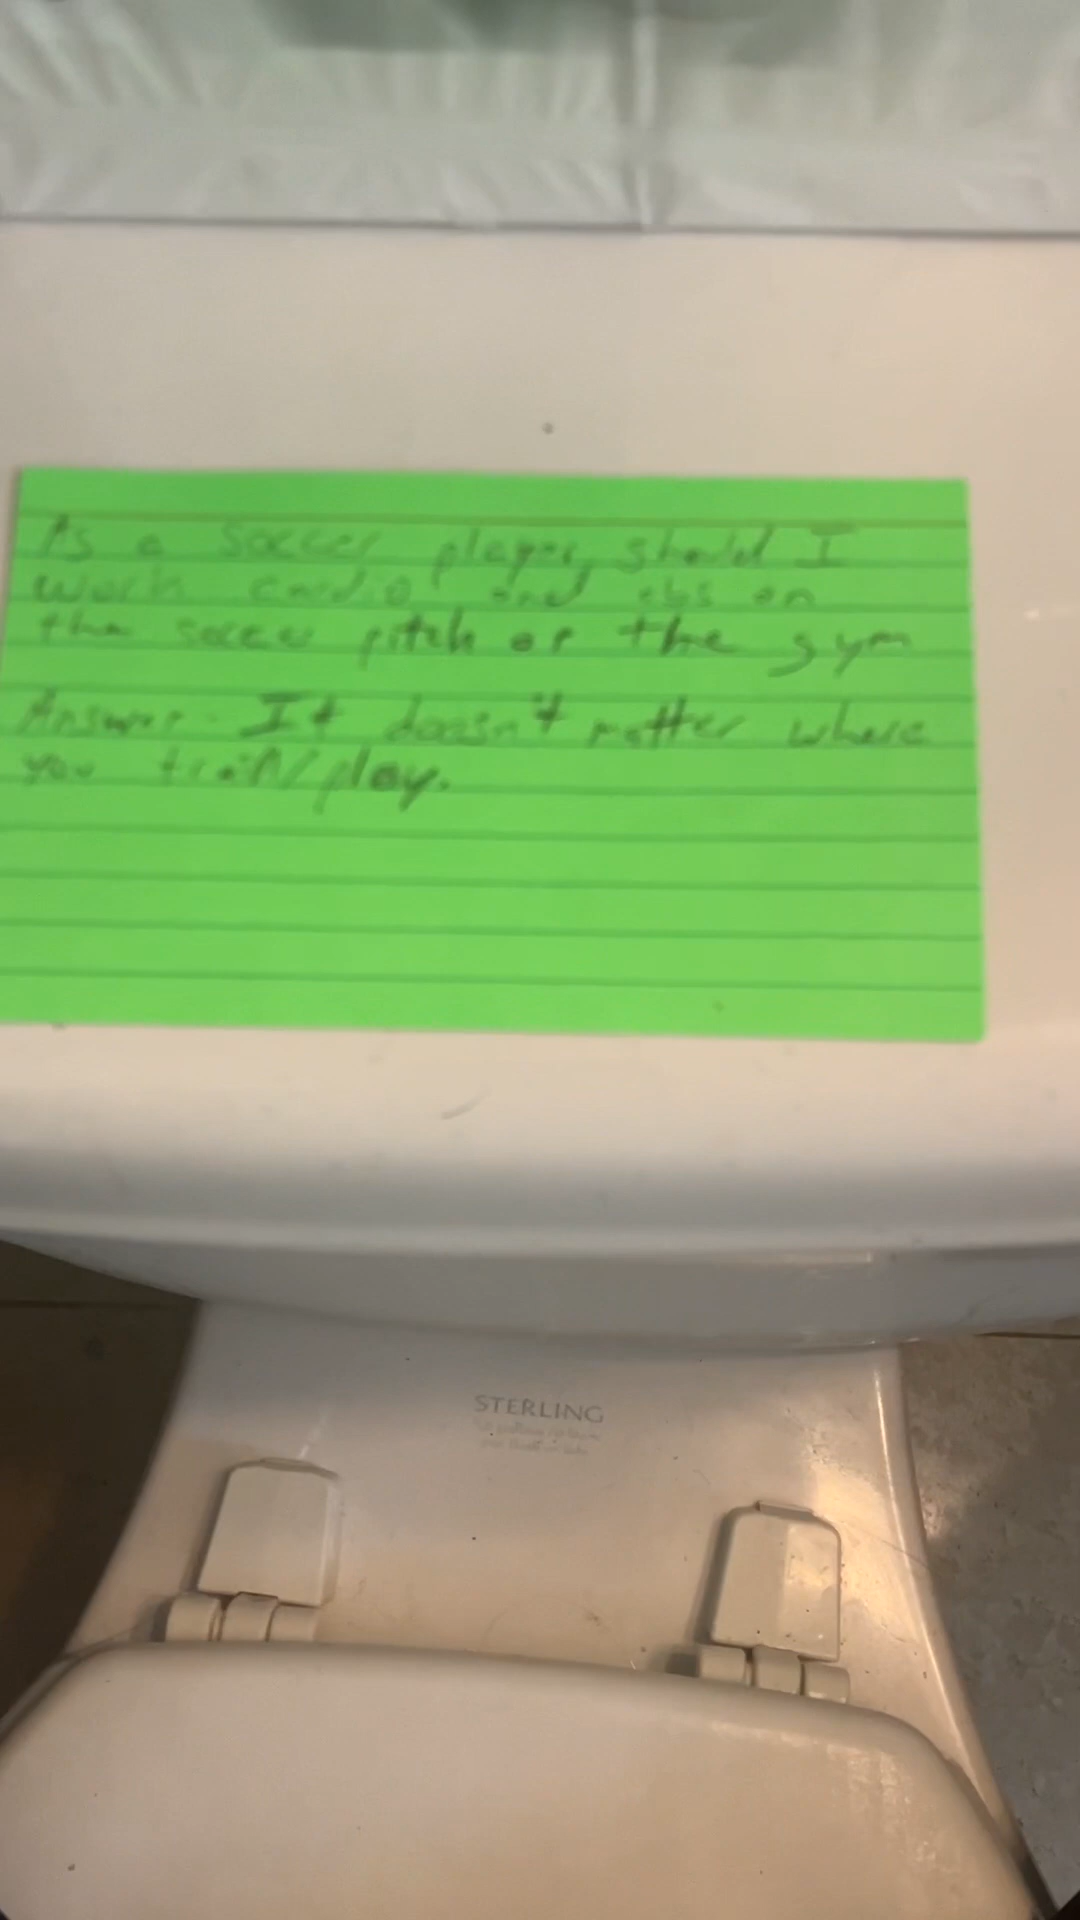 As a soccer player, should I
work cardio and abs on
the soccer pitch or the gym
Answer - It doesn't matter where
you train/play.
STERLING